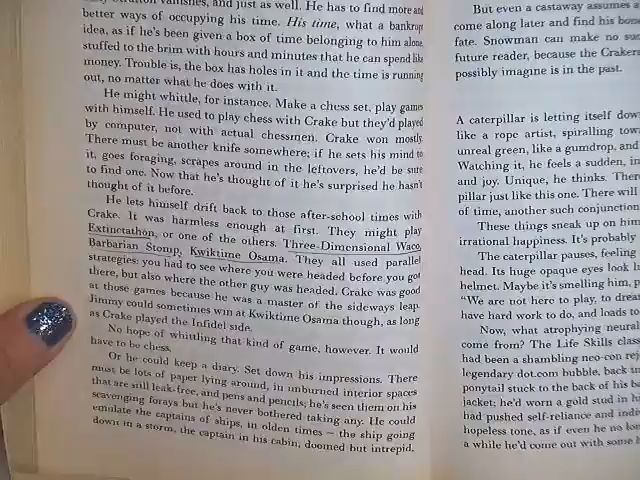 vanishes, and just as well. He has to find more and
better ways of occupying his time. His time, what a bankrupt
idea, as if he's been given a box of time belonging to him alone,
stuffed to the brim with hours and minutes that he can spend like
money. Trouble is, the box has holes in it and the time is running
out, no matter what he does with it.
He might whittle, for instance. Make a chess set, play games
with himself. He used to play chess with Crake but they'd played
by computer, not with actual chessmen. Crake won mostly.
There must be another knife somewhere; if he sets his mind to
it, goes foraging, scrapes around in the leftovers, he'd be sure
to find one. Now that he's thought of it he's surprised he hasn't
thought of it before.
He lets himself drift back to those after-school times with
Crake. It was harmless enough at first. They might play
Extinctathon, or one of the others. Three-Dimensional Waco,
Barbarian Stomp, Kwiktime Osama. They all used parallel
strategies: you had to see where you were headed before you got
there, but also where the other guy was headed. Crake was good
at those games because he was a master of the sideways leap.
Jimmy could sometimes win at Kwiktime Osama though, as long
as Crake played the Infidel side.
No hope of whittling that kind of game, however. It would
have to be chess.
Or he could keep a diary. Set down his impressions. There
must be lots of paper lying around, in unburned interior spaces
that are still leak-free, and pens and pencils; he's seen them on his
scavenging forays but he's never bothered taking any. He could
emulate the captains of ships, in olden times – the ship going
down in a storm, the captain in his cabin, doomed but intrepid,
But even a castaway assumes a
come along later and find his bone
fate. Snowman can make no suc
future reader, because the Crakers
possibly imagine is in the past.
A caterpillar is letting itself dow
like a rope artist, spiralling tow
unreal green, like a gumdrop, and
Watching it, he feels a sudden, in
and joy. Unique, he thinks. Ther
pillar just like this one. There will
of time, another such conjunction
These things sneak up on him
irrational happiness. It's probably
The caterpillar pauses, feeling
head. Its huge opaque eyes look l
helmet. Maybe it's smelling him, p
"We are not here to play, to drea
have hard work to do, and loads to
Now, what atrophying neural
come from? The Life Skills class
had been a shambling neo-con rej
legendary dot.com bubble, back in
ponytail stuck to the back of his b
jacket; he'd worn a gold stud in hi
had pushed self-reliance and indi
hopeless tone, as if even he no lon
a while he'd come out with some h